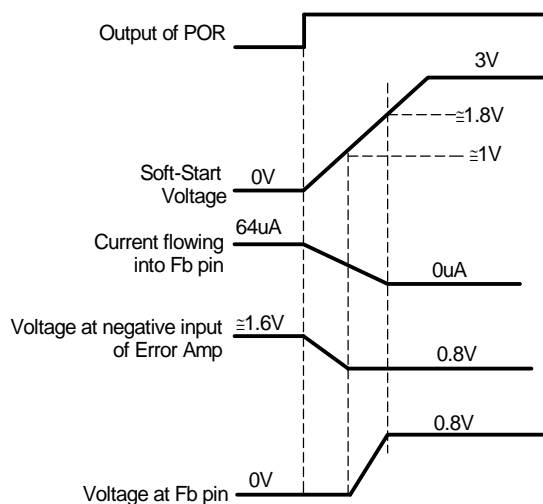 Output of POR
3V
≅1.8V
≅1V
Soft-Start
Voltage
0V
64uA
Current flowing
into Fb pin
0uA
Voltage at negative input
of Error Amp
≅1.6V
0.8V
0.8V
Voltage at Fb pin
0V